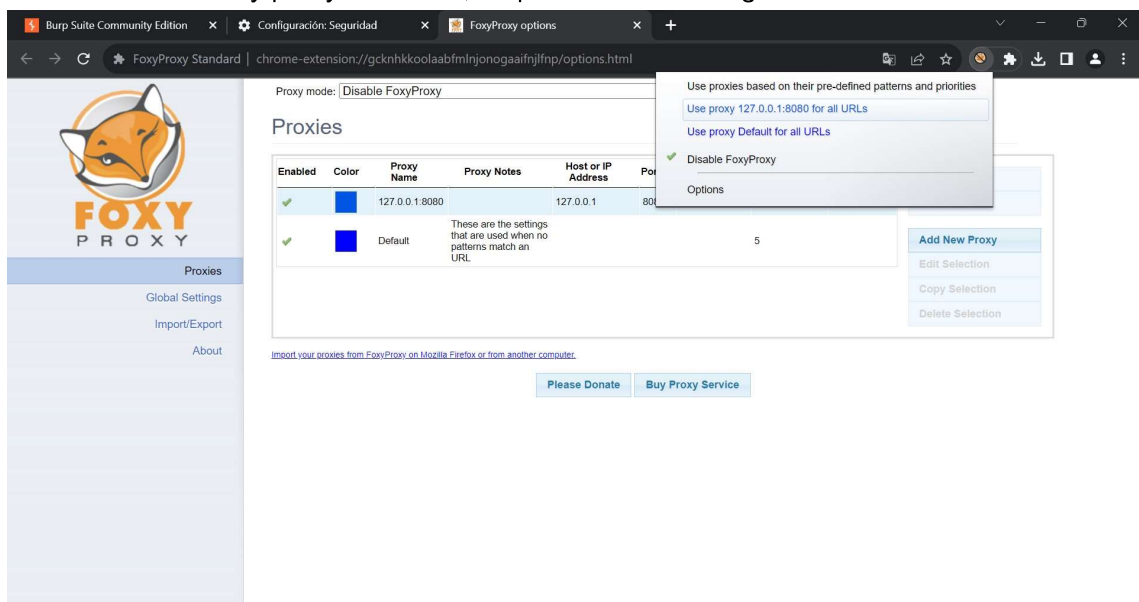 Burp Suite Community Edition
Configuración: Seguridad
FoxyProxy options
FoxyProxy Standard | chrome-extension://gcknhkkoolaabfmlnjonogaaifnjlfnp/options.html
Proxy mode: Disable FoxyProxy
Use proxies based on their pre-defined patterns and priorities
Use proxy 127.0.0.1:8080 for all URLs
Use proxy Default for all URLs
Disable FoxyProxy
Options
Proxies
Enabled Color Proxy Name Proxy Notes Host or IP Address
127.0.0.1:8080 127.0.0.1
Default These are the settings that are used when no patterns match an URL 5
Add New Proxy
Edit Selection
Copy Selection
Delete Selection
FOXY
PROXY
Proxies
Global Settings
Import/Export
About
Import your proxies from FoxyProxy on Mozilla Firefox or from another computer.
Please Donate
Buy Proxy Service